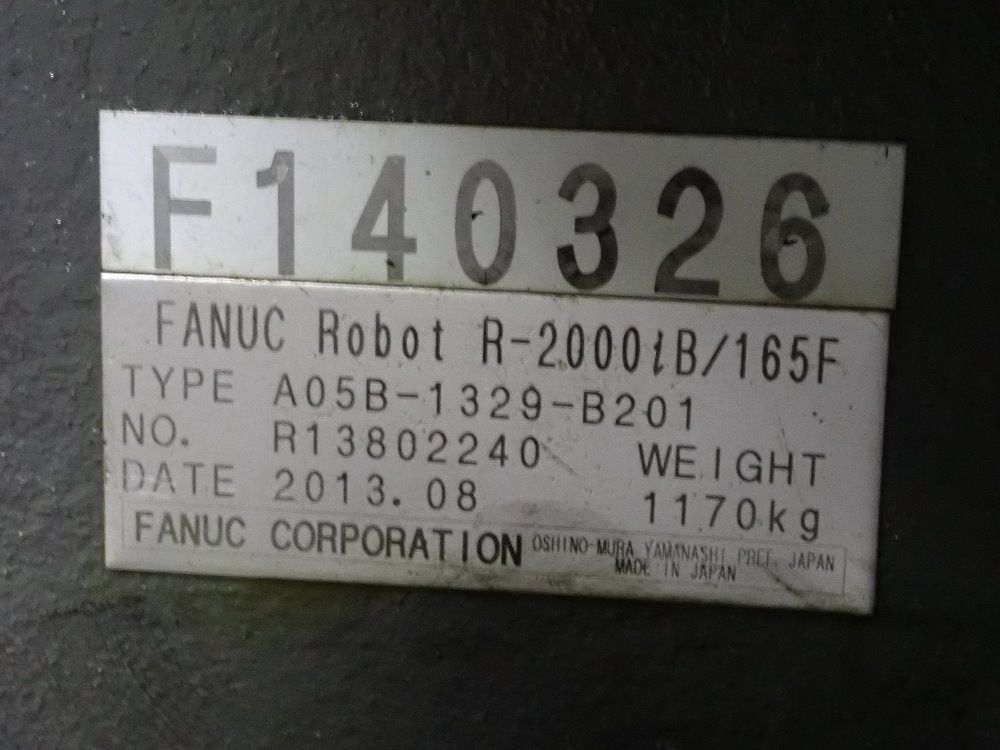 F140326
FANUC Robot R-2000iB/165F
TYPE A05B-1329-B201
NO. R13802240 WEIGHT
DATE 2013.08 1170kg
FANUC CORPORATION OSHINO-MURA, YAMANASHI PREF. JAPAN
MADE IN JAPAN